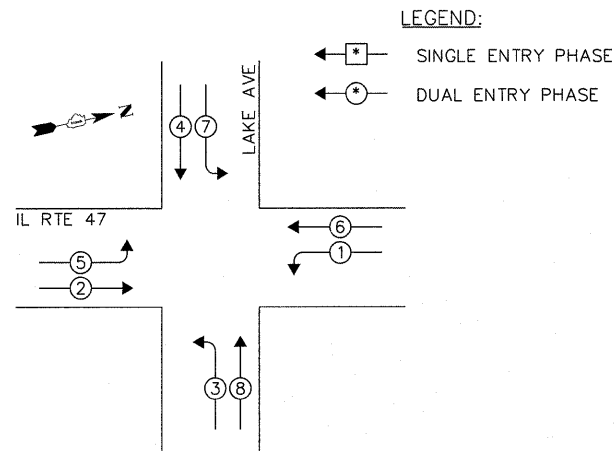 LEGEND:
* SINGLE ENTRY PHASE
* DUAL ENTRY PHASE
N
LAKE AVE
4 7
IL RTE 47
6
1
5
2
3 8